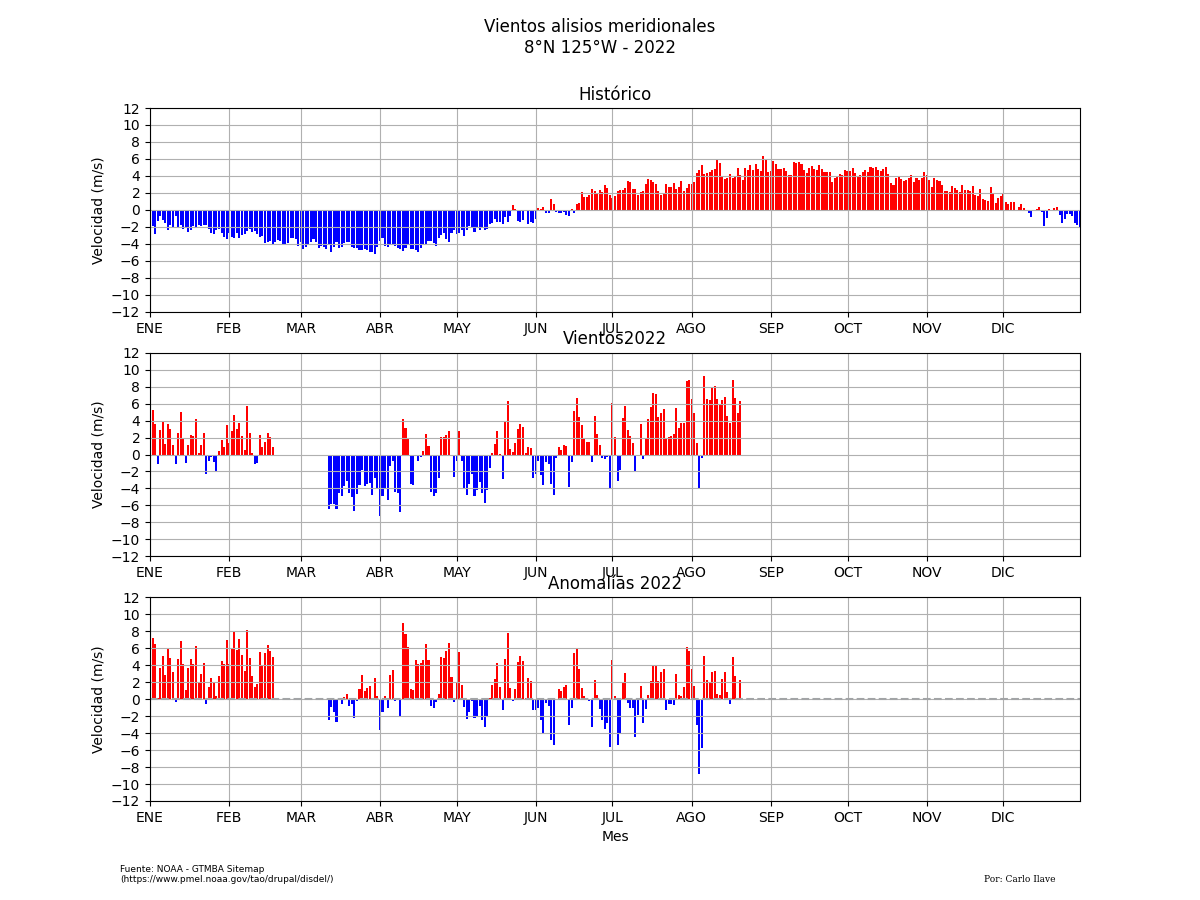 Vientos alisios meridionales
8°N 125°W - 2022
Histórico
12
10
8
6
4
2
0
−2
−4
−6
−8
−10
−12
Velocidad (m/s)
ENE FEB MAR ABR MAY JUN JUL AGO SEP OCT NOV DIC
Vientos2022
12
10
8
6
4
2
0
−2
−4
−6
−8
−10
−12
Velocidad (m/s)
ENE FEB MAR ABR MAY JUN JUL AGO SEP OCT NOV DIC
Anomalías 2022
12
10
8
6
4
2
0
−2
−4
−6
−8
−10
−12
Velocidad (m/s)
ENE FEB MAR ABR MAY JUN JUL AGO SEP OCT NOV DIC
Mes
Fuente: NOAA - GTMBA Sitemap
(https://www.pmel.noaa.gov/tao/drupal/disdel/)
Por: Carlo Ilave